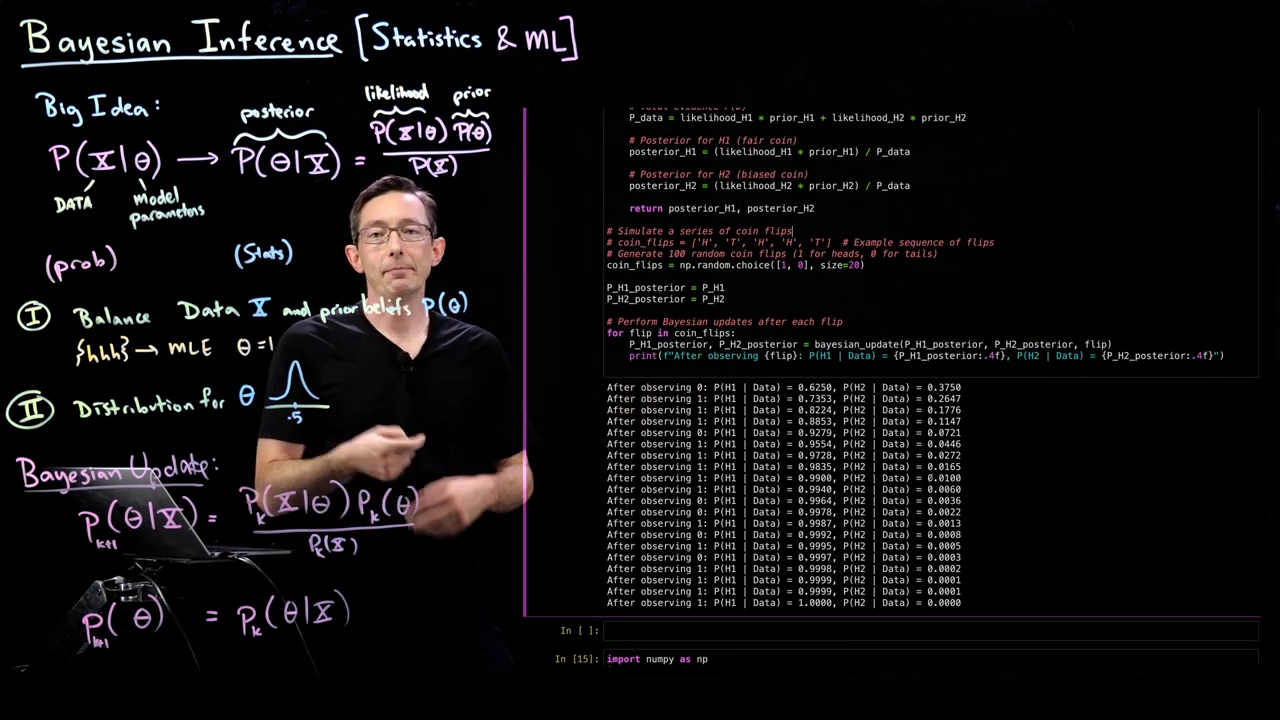 Bayesian Inference [Statistics & ML]
Big Idea:
posterior
likelihood prior
P(X|θ) → P(θ|X) = P(X|θ) P(θ) / P(X)
DATA
model
parameters
(prob)
(Stats)
I Balance Data X and prior beliefs P(θ)
{hhh} → MLE θ=1
II Distribution for θ
.5
Bayesian Update:
P_{k+1}(θ|X) = P_k(X|θ) P_k(θ) / P_k(X)
P_{k+1}(θ) = P_k(θ|X)
P_data = likelihood_H1 * prior_H1 + likelihood_H2 * prior_H2
# Posterior for H1 (fair coin)
posterior_H1 = (likelihood_H1 * prior_H1) / P_data
# Posterior for H2 (biased coin)
posterior_H2 = (likelihood_H2 * prior_H2) / P_data
return posterior_H1, posterior_H2
# Simulate a series of coin flips
# coin_flips = ['H', 'T', 'H', 'H', 'T'] # Example sequence of flips
# Generate 100 random coin flips (1 for heads, 0 for tails)
coin_flips = np.random.choice([1, 0], size=20)
P_H1_posterior = P_H1
P_H2_posterior = P_H2
# Perform Bayesian updates after each flip
for flip in coin_flips:
P_H1_posterior, P_H2_posterior = bayesian_update(P_H1_posterior, P_H2_posterior, flip)
print(f"After observing {flip}: P(H1 | Data) = {P_H1_posterior:.4f}, P(H2 | Data) = {P_H2_posterior:.4f}")
After observing 0: P(H1 | Data) = 0.6250, P(H2 | Data) = 0.3750
After observing 1: P(H1 | Data) = 0.7353, P(H2 | Data) = 0.2647
After observing 1: P(H1 | Data) = 0.8224, P(H2 | Data) = 0.1776
After observing 1: P(H1 | Data) = 0.8853, P(H2 | Data) = 0.1147
After observing 0: P(H1 | Data) = 0.9279, P(H2 | Data) = 0.0721
After observing 1: P(H1 | Data) = 0.9554, P(H2 | Data) = 0.0446
After observing 1: P(H1 | Data) = 0.9728, P(H2 | Data) = 0.0272
After observing 1: P(H1 | Data) = 0.9835, P(H2 | Data) = 0.0165
After observing 1: P(H1 | Data) = 0.9900, P(H2 | Data) = 0.0100
After observing 1: P(H1 | Data) = 0.9940, P(H2 | Data) = 0.0060
After observing 0: P(H1 | Data) = 0.9964, P(H2 | Data) = 0.0036
After observing 0: P(H1 | Data) = 0.9978, P(H2 | Data) = 0.0022
After observing 1: P(H1 | Data) = 0.9987, P(H2 | Data) = 0.0013
After observing 0: P(H1 | Data) = 0.9992, P(H2 | Data) = 0.0008
After observing 1: P(H1 | Data) = 0.9995, P(H2 | Data) = 0.0005
After observing 0: P(H1 | Data) = 0.9997, P(H2 | Data) = 0.0003
After observing 1: P(H1 | Data) = 0.9998, P(H2 | Data) = 0.0002
After observing 1: P(H1 | Data) = 0.9999, P(H2 | Data) = 0.0001
After observing 1: P(H1 | Data) = 0.9999, P(H2 | Data) = 0.0001
After observing 1: P(H1 | Data) = 1.0000, P(H2 | Data) = 0.0000
In [ ]:
In [15]: import numpy as np